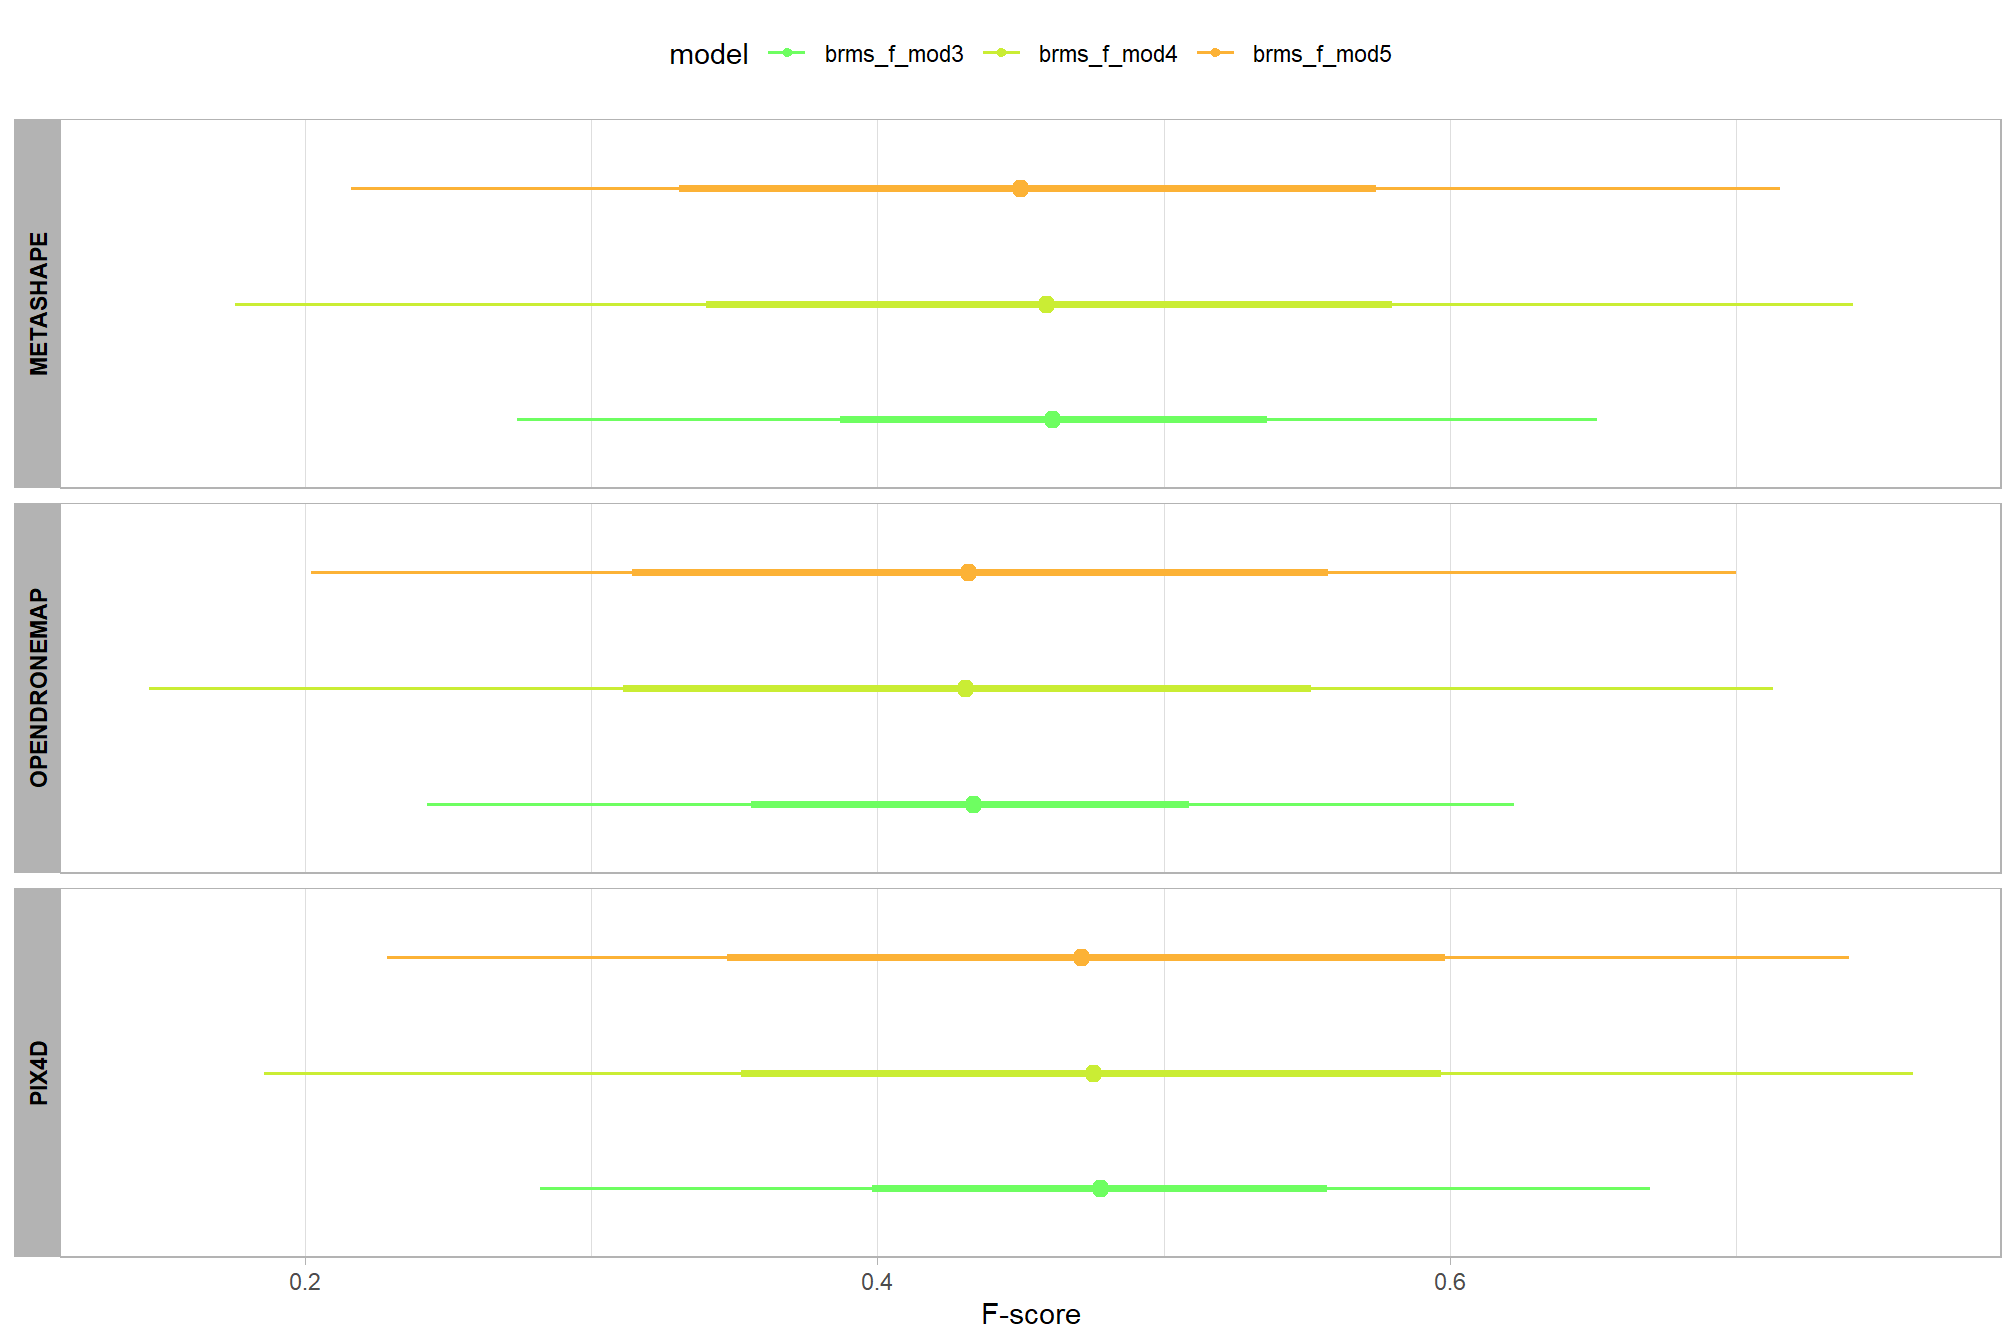 model brms_f_mod3 brms_f_mod4 brms_f_mod5
METASHAPE
OPENDRONEMAP
PIX4D
0.2 0.4 0.6
F-score